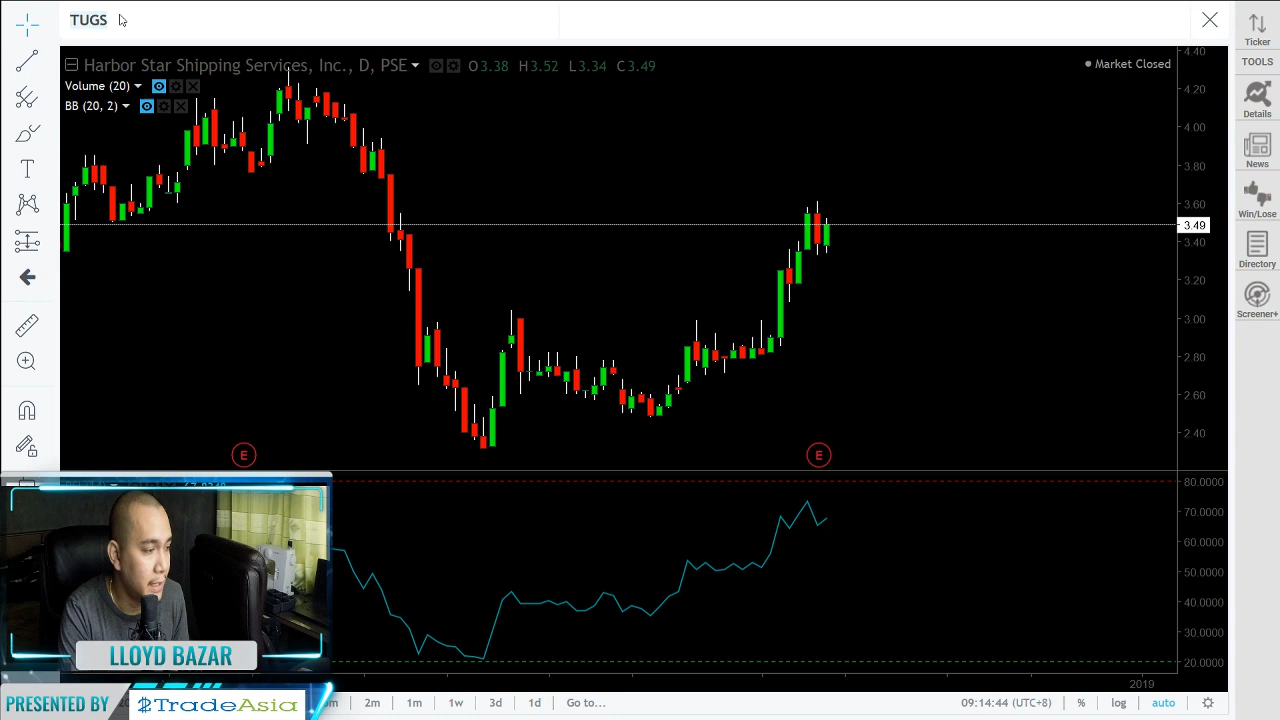 TUGS
Harbor Star Shipping Services, Inc., D, PSE O3.38 H3.52 L3.34 C3.49
Volume (20)
BB (20, 2)
Market Closed
4.40
4.20
4.00
3.80
3.60
3.49
3.40
3.20
3.00
2.80
2.60
2.40
E
E
80.0000
70.0000
60.0000
50.0000
40.0000
30.0000
20.0000
2019
Ticker
TOOLS
Details
News
Win/Lose
Directory
Screener+
LLOYD BAZAR
PRESENTED BY
TradeAsia
2m 1m 1w 3d 1d Go to... 09:14:44 (UTC+8) % log auto